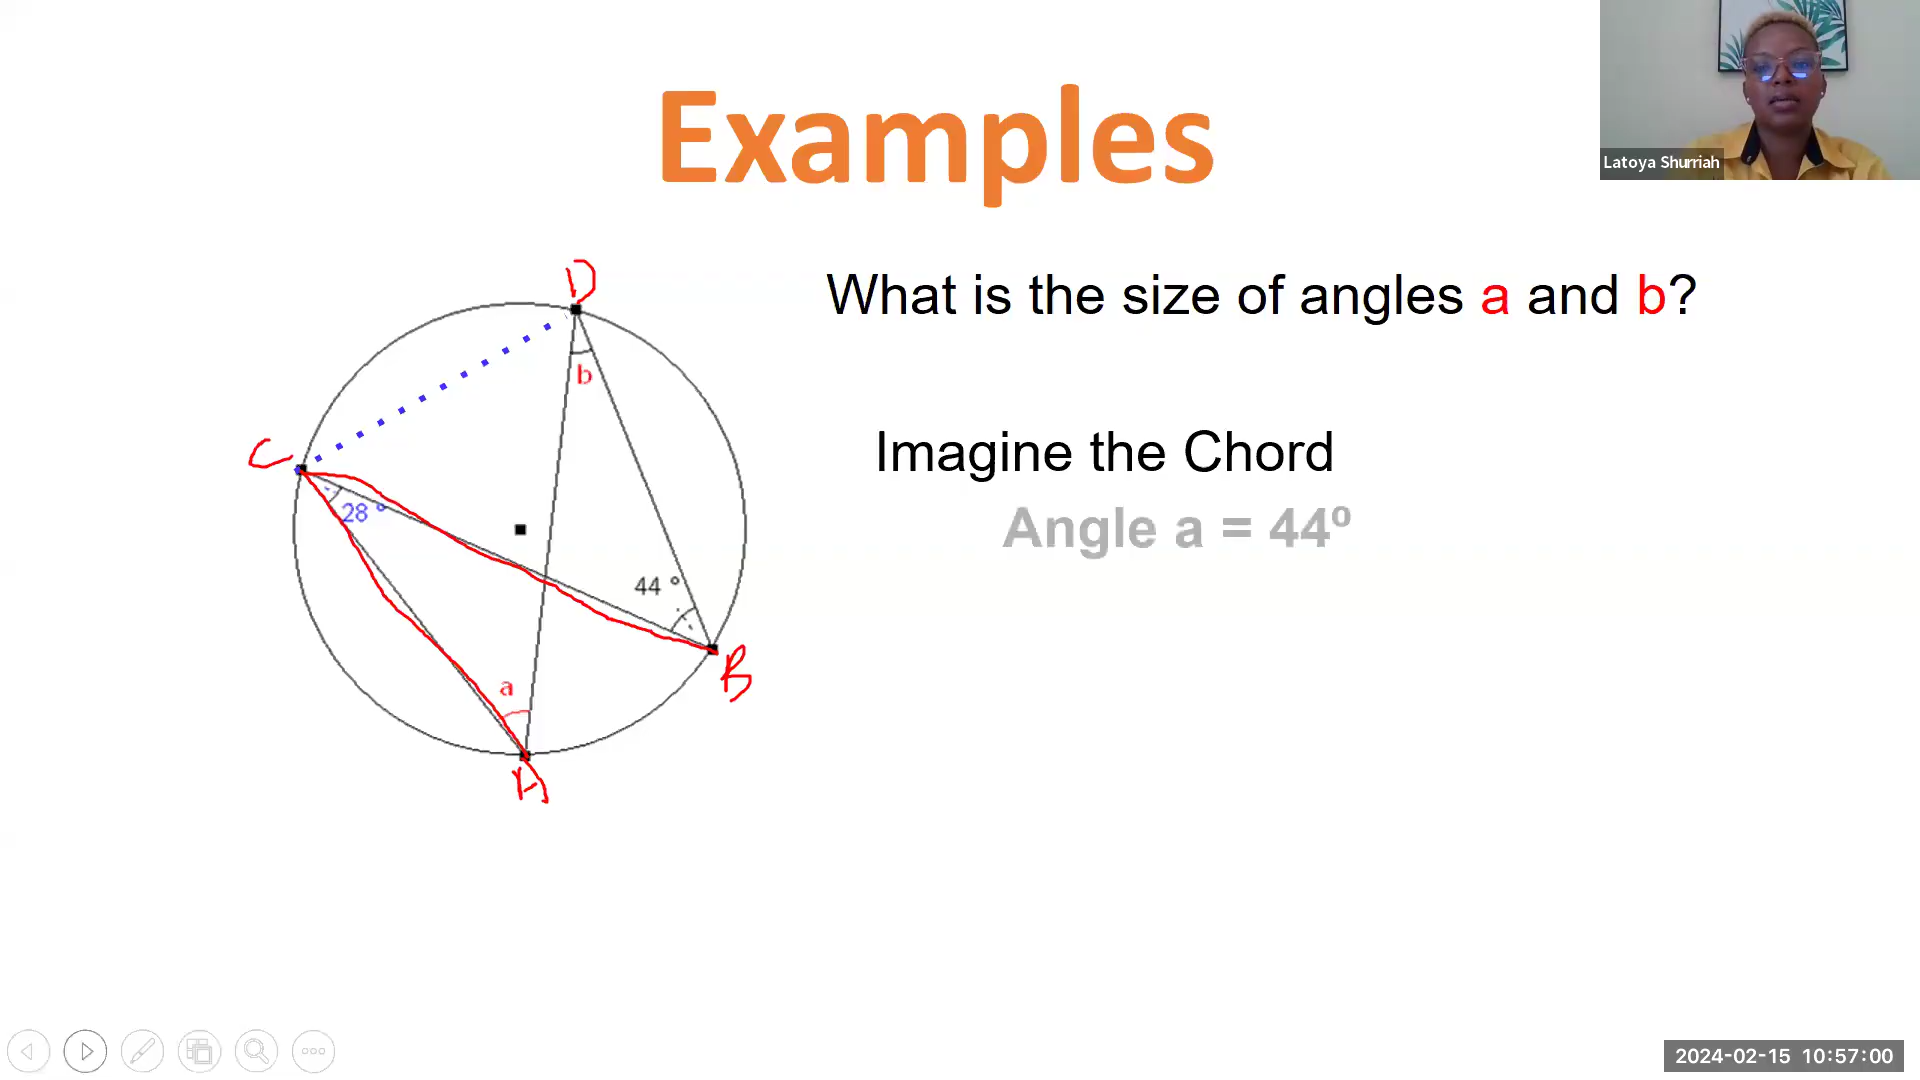 Examples
Latoya Shurriah
What is the size of angles a and b?
D
b
C
Imagine the Chord
28 °
Angle a = 44º
44 °
B
a
A
2024-02-15 10:57:00